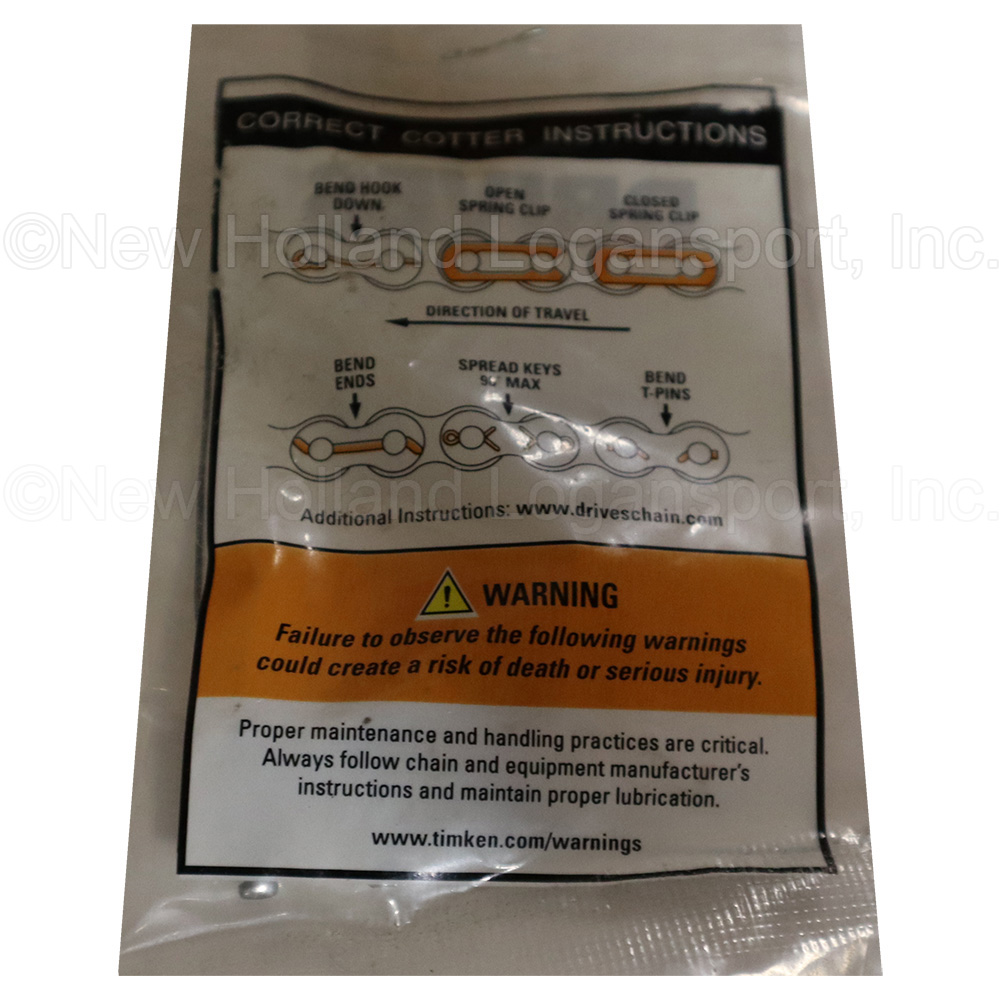 CORRECT COTTER INSTRUCTIONS
BEND HOOK
DOWN
OPEN
SPRING CLIP
CLOSED
SPRING CLIP
©New Holland Logansport, Inc.
DIRECTION OF TRAVEL
BEND
ENDS
SPREAD KEYS
90° MAX
BEND
T-PINS
©New Holland Logansport, Inc.
Additional Instructions: www.driveschain.com
WARNING
Failure to observe the following warnings
could create a risk of death or serious injury.
Proper maintenance and handling practices are critical.
Always follow chain and equipment manufacturer's
instructions and maintain proper lubrication.
www.timken.com/warnings